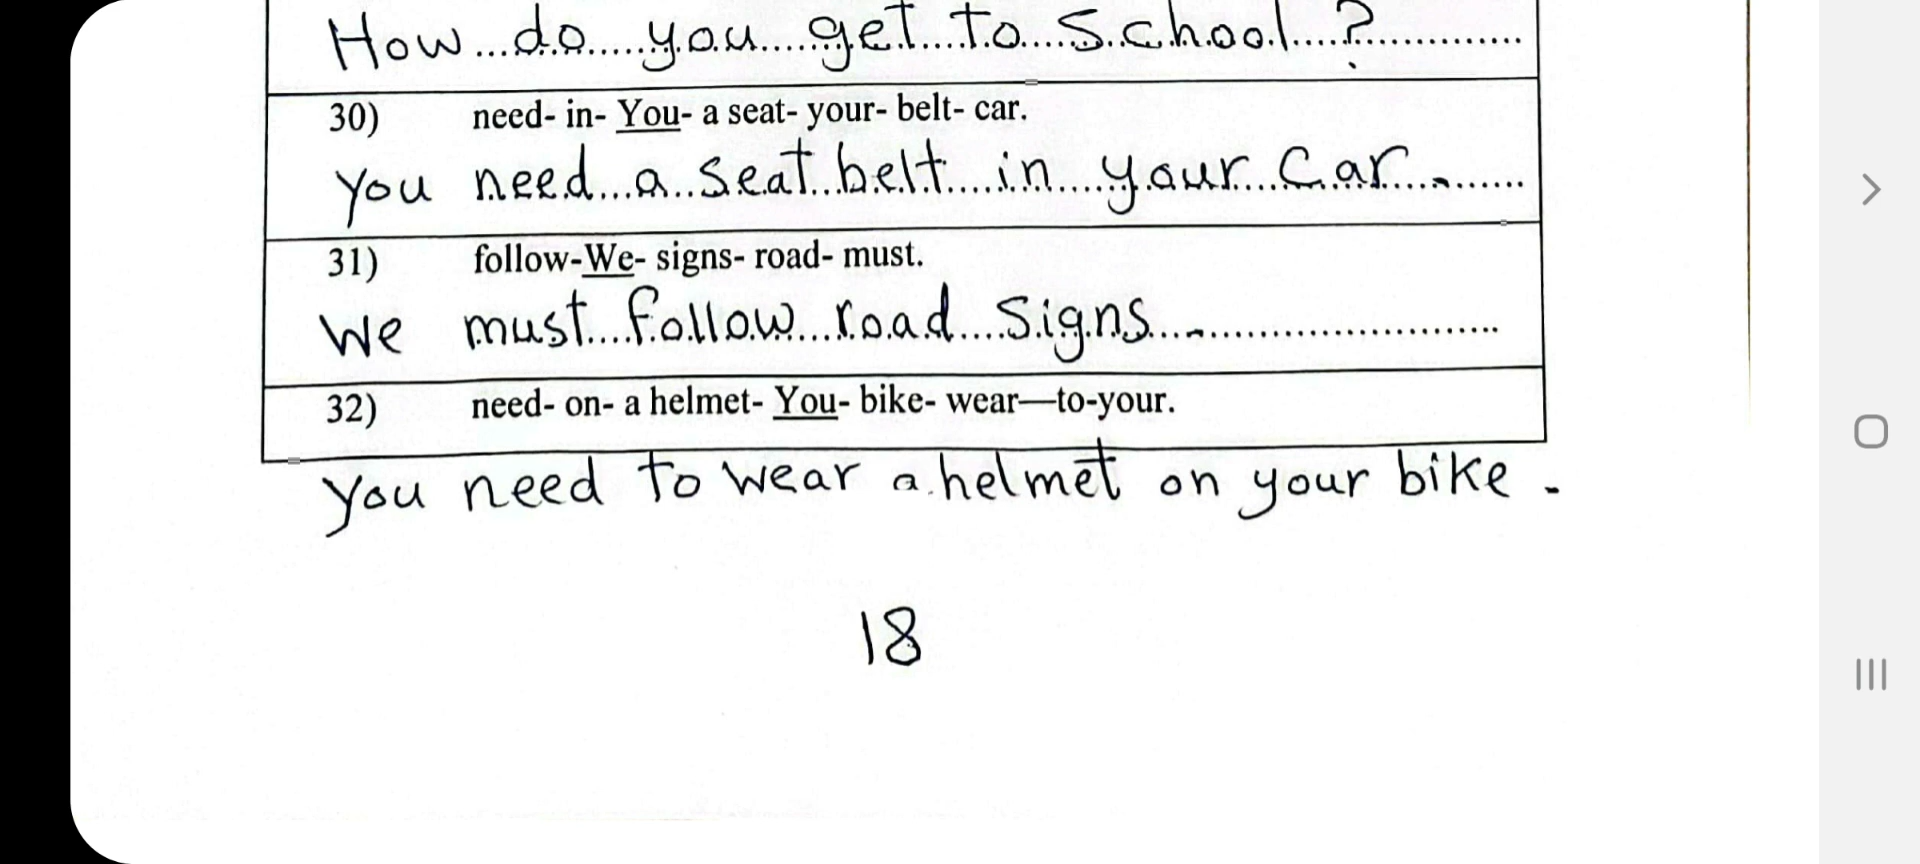 How do you get to school ?
30) need- in- You- a seat- your- belt- car.
you need a seat belt in your car.
31) follow-We- signs- road- must.
We must follow road signs.
32) need- on- a helmet- You- bike- wear—to-your.
you need to wear a helmet on your bike.
18